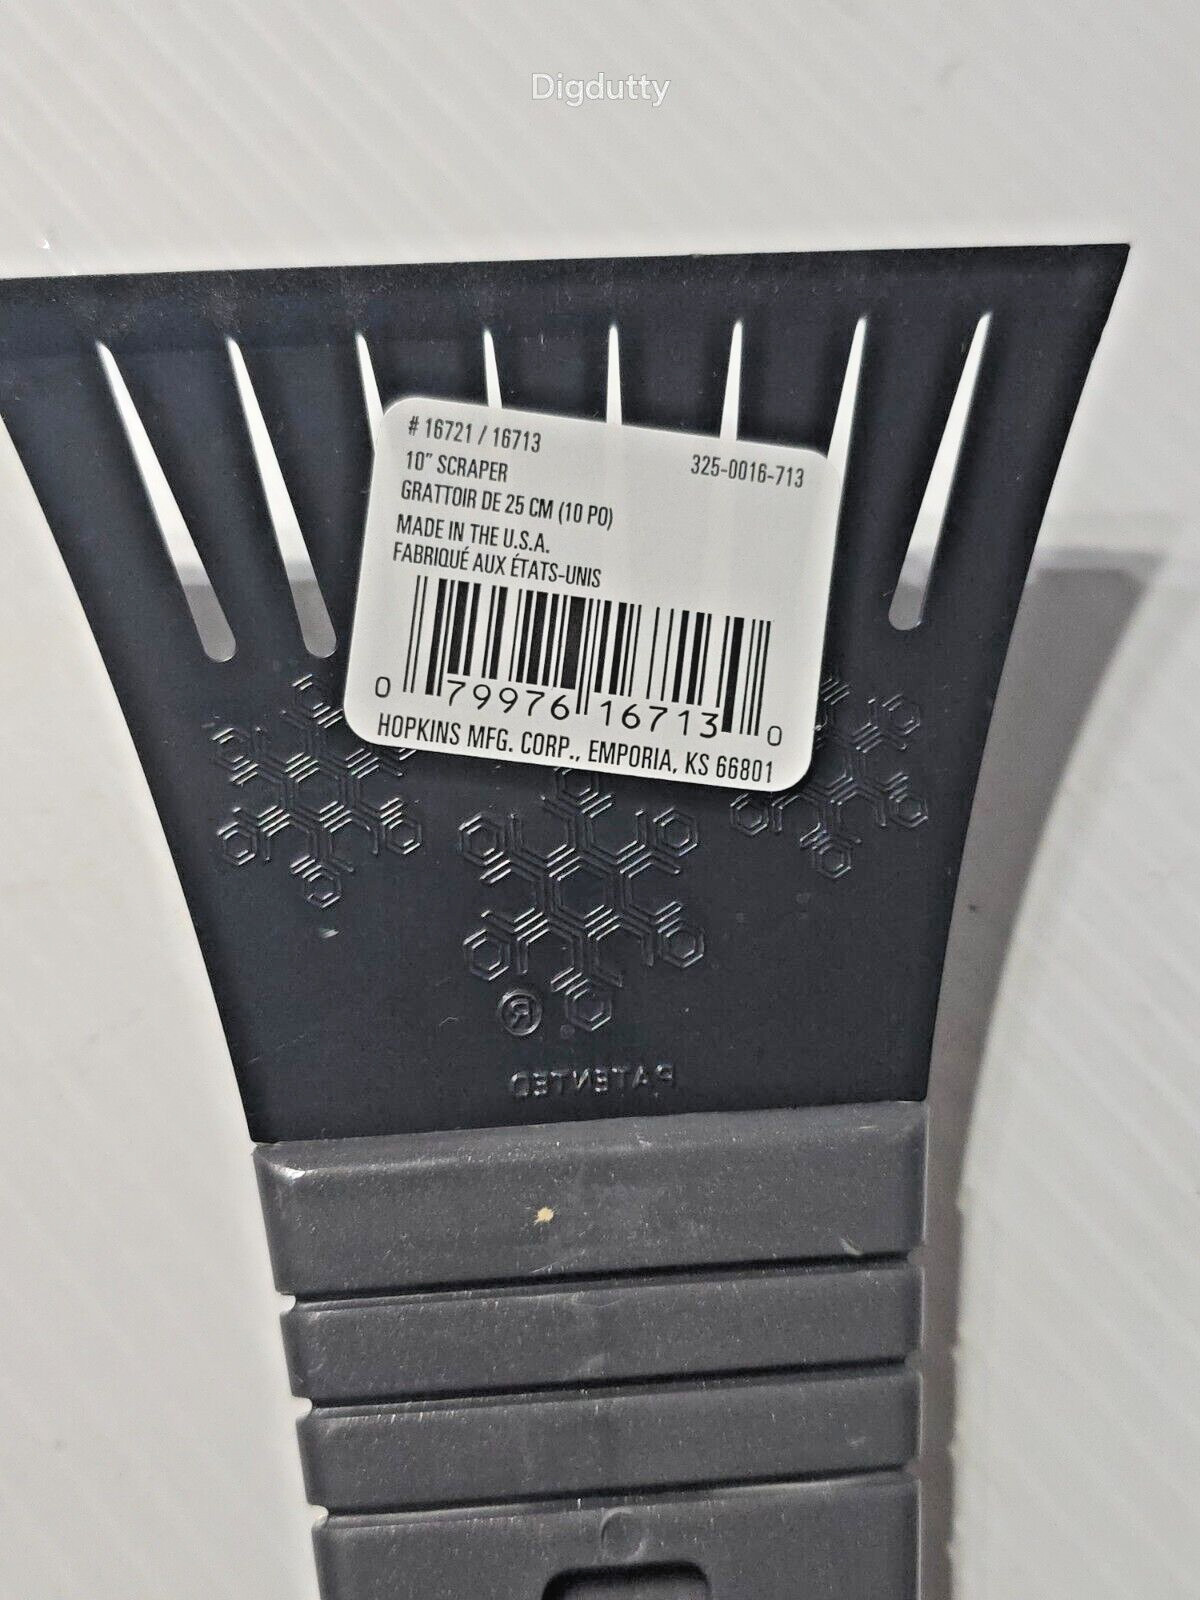 Digdutty
# 16721 / 16713
325-0016-713
10" SCRAPER
GRATTOIR DE 25 CM (10 PO)
MADE IN THE U.S.A.
FABRIQUÉ AUX ÉTATS-UNIS
0 79976 16713 0
HOPKINS MFG. CORP., EMPORIA, KS 66801
®
PATENTED